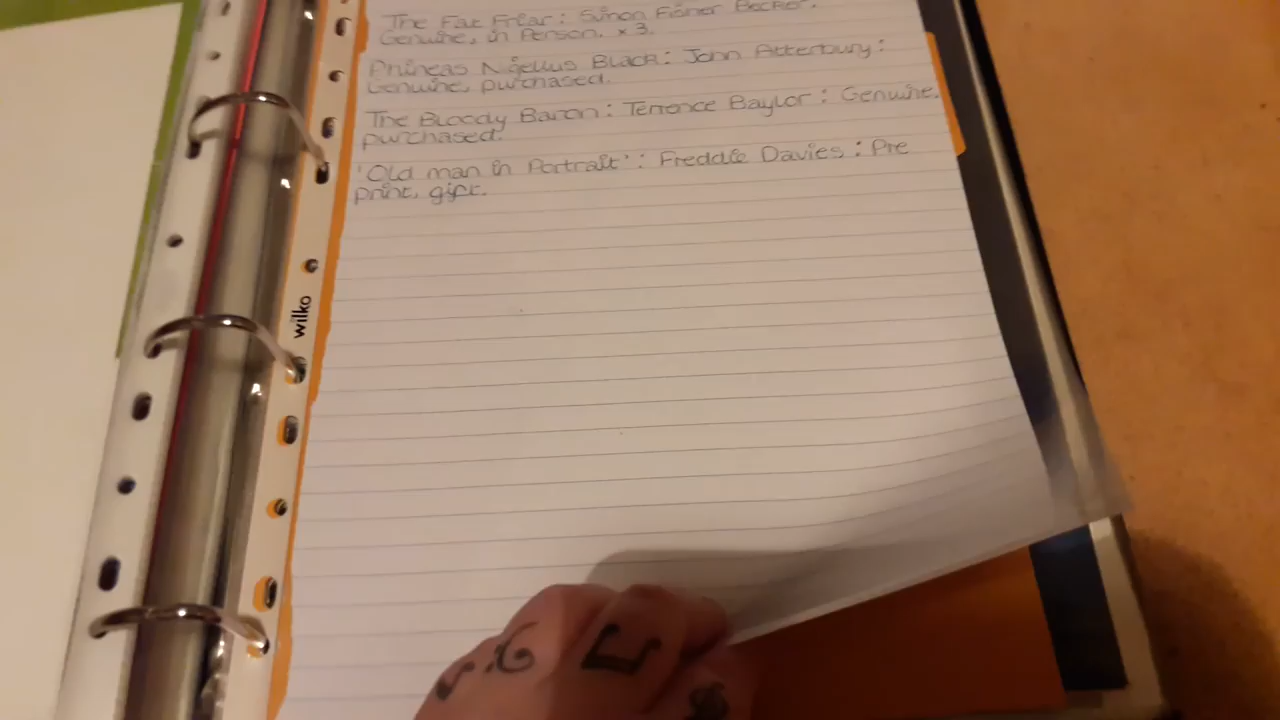 The Fat Friar : Simon Fisher Becker.
Genuine, in Person. x 3.
Phineas Nigellus Black : John Atterbury :
Genuine, purchased.
The Bloody Baron : Terrence Baylor : Genuine.
purchased.
'Old man in Portrait' : Freddie Davies : Pre
print, gift.
wilko